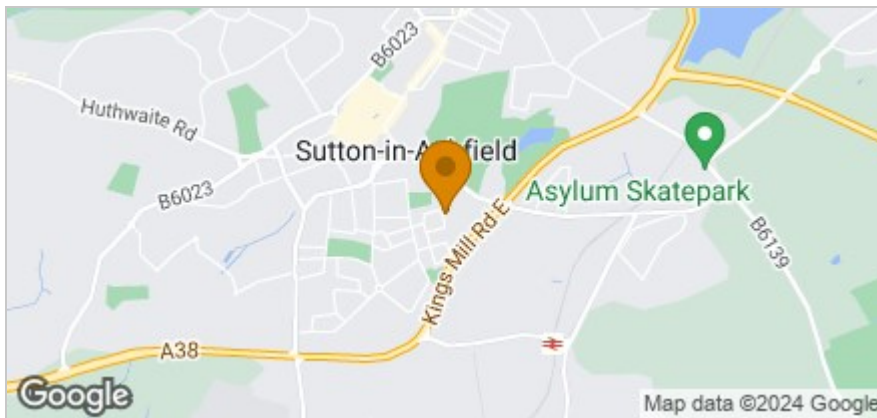 B6023
Huthwaite Rd
Sutton-in-Ashfield
Asylum Skatepark
B6023
Kings Mill Rd E
B6139
A38
Google
Map data ©2024 Google